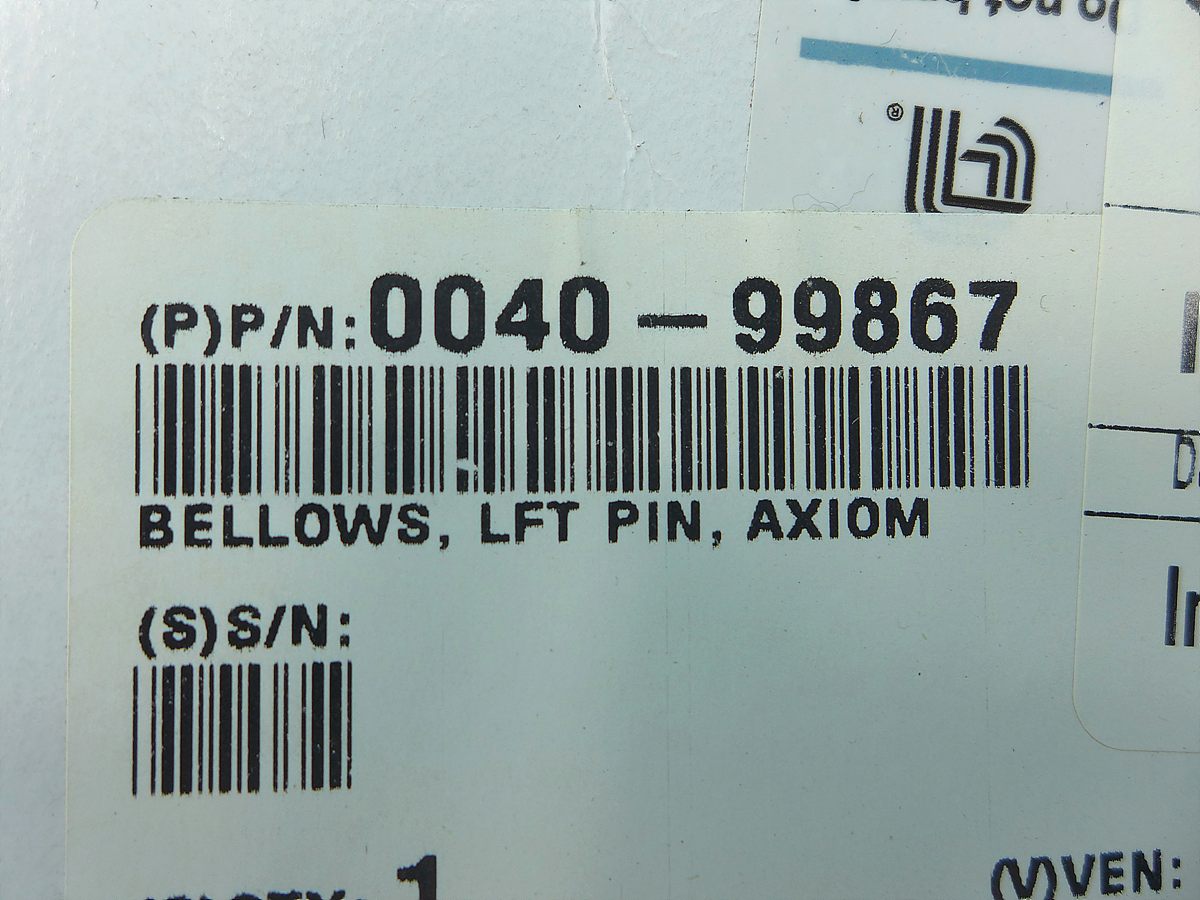 (P)P/N:0040-99867
BELLOWS, LFT PIN, AXIOM
(S)S/N:
1
(V)VEN: